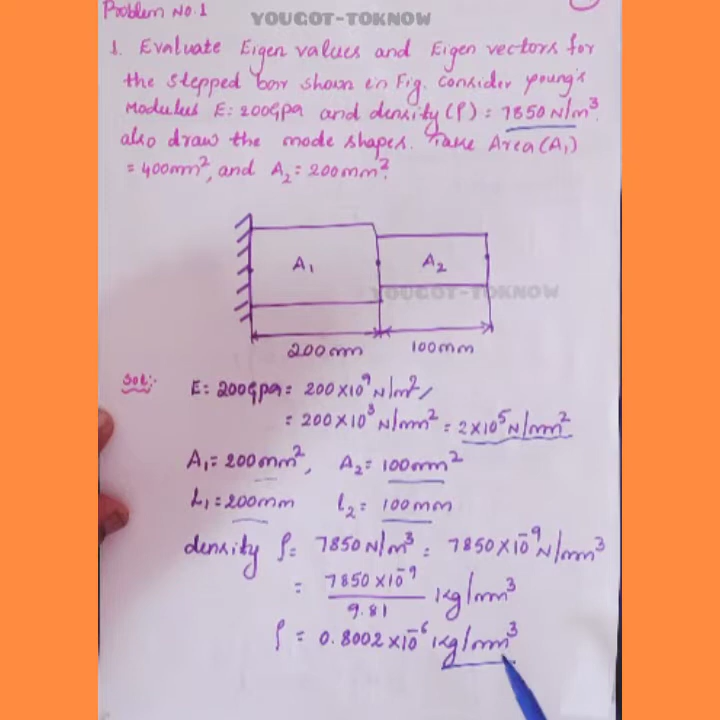 Problem No.1
YOUGOT-TOKNOW
1. Evaluate Eigen values and Eigen vectors for
the stepped bar shown in Fig. consider young's
Modulus E: 200Gpa and density (ρ) = 7850 N/m³.
also draw the mode shapes. Take Area (A₁)
= 400mm², and A₂ = 200mm².
A₁ A₂
YOUGOT-TOKNOW
200mm 100mm
Sol:- E: 200Gpa = 200×10⁹ N/m²
= 200×10³ N/mm² = 2×10⁵ N/mm²
A₁ = 200mm², A₂ = 100mm²
L₁ = 200mm L₂ = 100mm
density ρ = 7850 N/m³ = 7850×10⁻⁹ N/mm³
= 7850×10⁻⁹ / 9.81 kg/mm³
ρ = 0.8002×10⁻⁶ kg/mm³